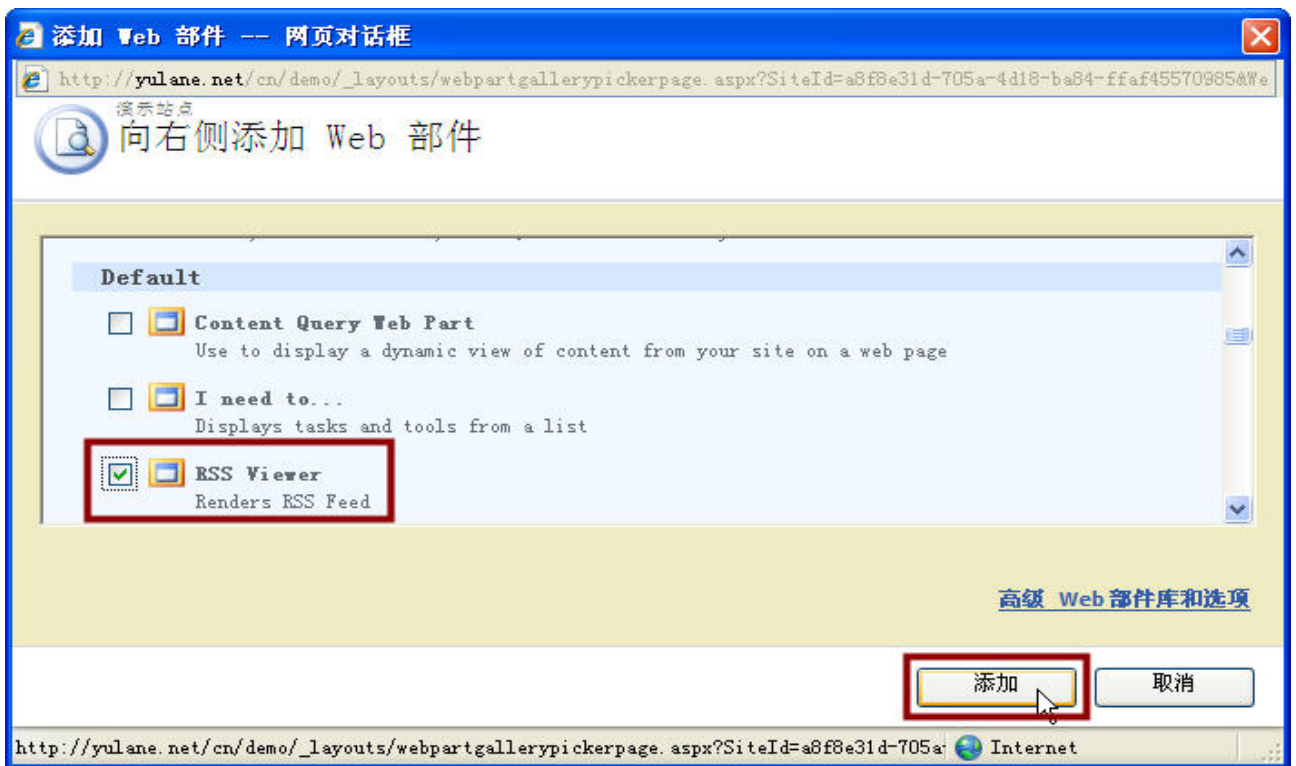 添加 Web 部件 -- 网页对话框
http://yulane.net/cn/demo/_layouts/webpartgallerypickerpage.aspx?SiteId=a8f8e31d-705a-4d18-ba84-ffaf45570985&We
演示站点
向右侧添加 Web 部件
Default
Content Query Web Part
Use to display a dynamic view of content from your site on a web page
I need to...
Displays tasks and tools from a list
RSS Viewer
Renders RSS Feed
高级 Web 部件库和选项
添加
取消
http://yulane.net/cn/demo/_layouts/webpartgallerypickerpage.aspx?SiteId=a8f8e31d-705a
Internet